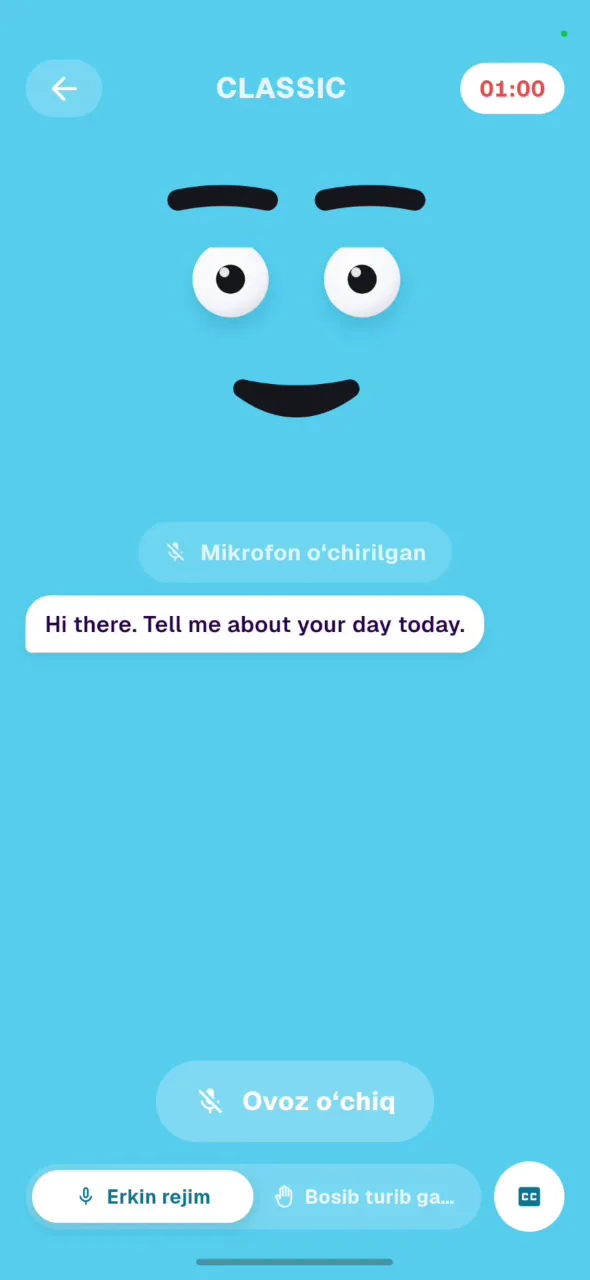 CLASSIC
01:00
Mikrofon oʻchirilgan
Hi there. Tell me about your day today.
Ovoz oʻchiq
Erkin rejim
Bosib turib ga...
CC